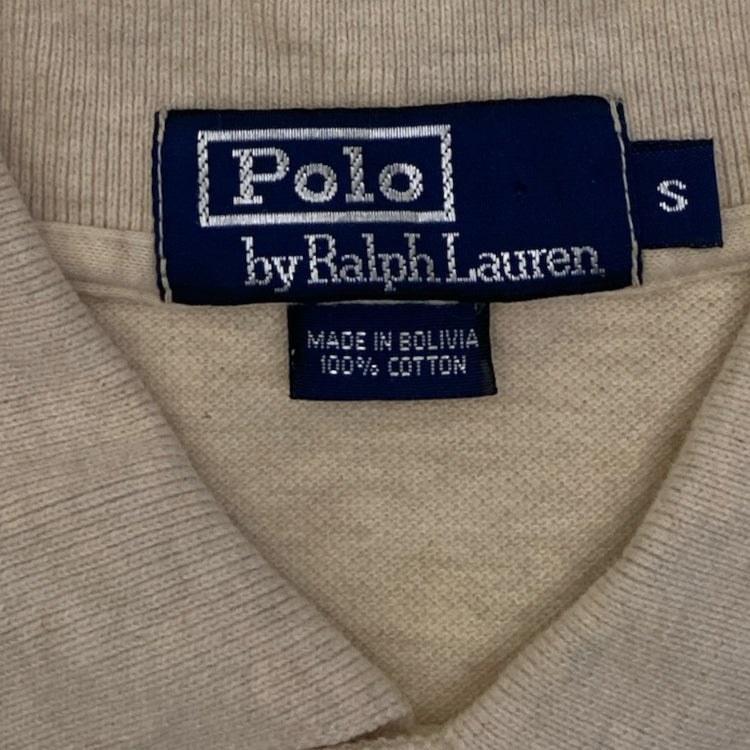 Polo
by Ralph Lauren
S
MADE IN BOLIVIA
100% COTTON